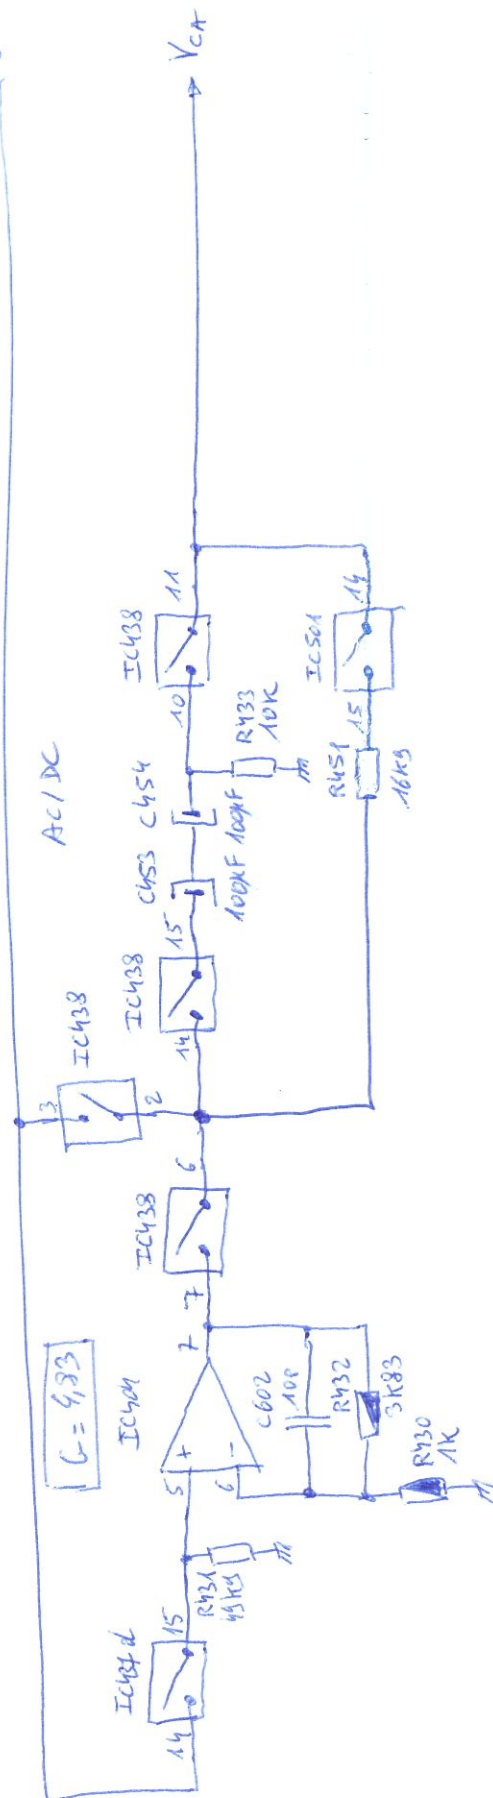 G = 4,83
IC437d
14
15
R431
49K9
IC401
5
+
6
-
7
C602
10p
R432
3K83
R430
1K
7
IC438
6
3
IC438
2
14
IC438
15
C453
100µF
C454
100µF
AC/DC
R433
10K
10
IC438
11
R451
16K9
15
IC501
14
VCA